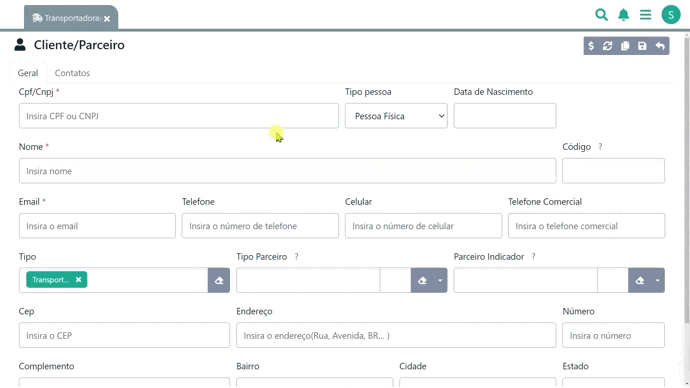 Transportadora:
S
Cliente/Parceiro
$
Geral Contatos
Cpf/Cnpj * Tipo pessoa Data de Nascimento
Insira CPF ou CNPJ Pessoa Física
Nome * Código ?
Insira nome
Email * Telefone Celular Telefone Comercial
Insira o email Insira o número de telefone Insira o número de celular Insira o telefone comercial
Tipo Tipo Parceiro ? Parceiro Indicador ?
Transport...
Cep Endereço Número
Insira o CEP Insira o endereço(Rua, Avenida, BR... ) Insira o número
Complemento Bairro Cidade Estado